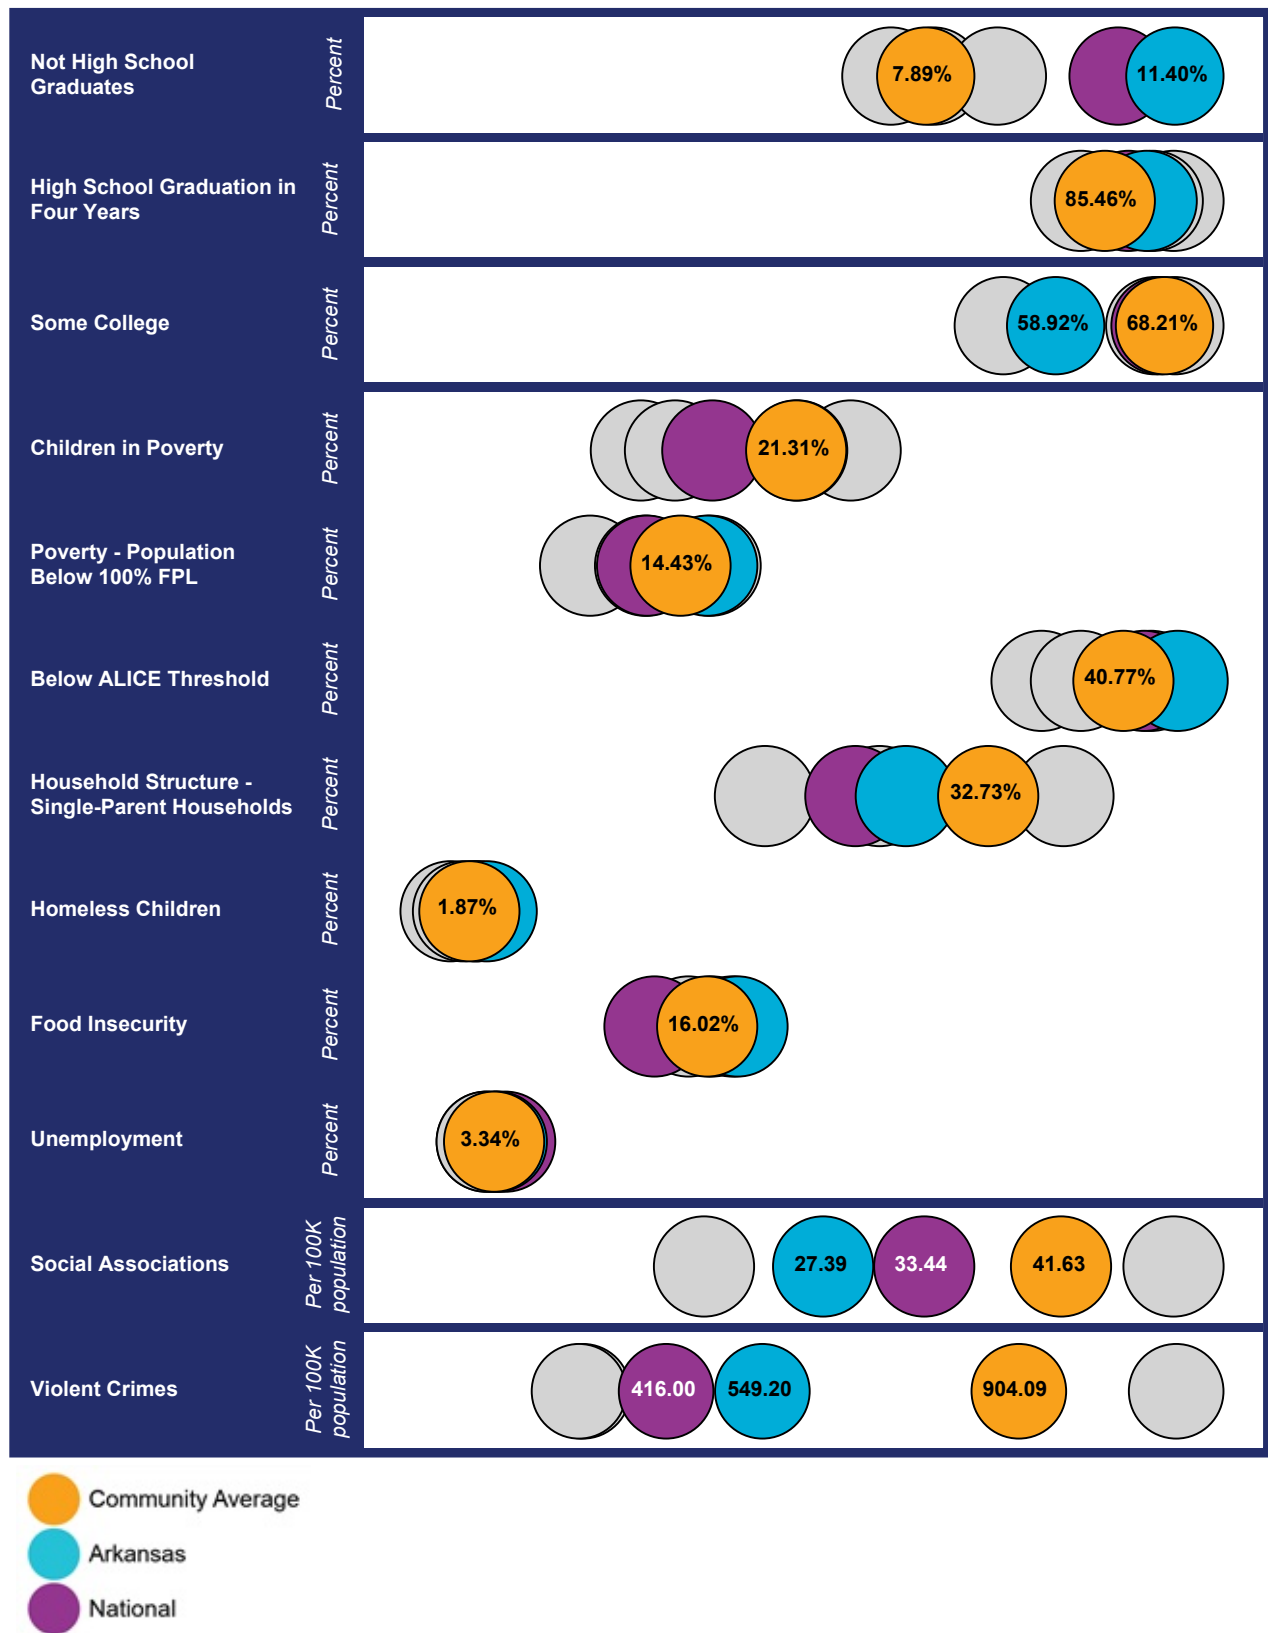 Not High School
Graduates
Percent
7.89%
11.40%
High School Graduation in
Four Years
Percent
85.46%
Some College
Percent
58.92%
68.21%
Children in Poverty
Percent
21.31%
Poverty - Population
Below 100% FPL
Percent
14.43%
Below ALICE Threshold
Percent
40.77%
Household Structure -
Single-Parent Households
Percent
32.73%
Homeless Children
Percent
1.87%
Food Insecurity
Percent
16.02%
Unemployment
Percent
3.34%
Social Associations
Per 100K
population
27.39
33.44
41.63
Violent Crimes
Per 100K
population
416.00
549.20
904.09
Community Average
Arkansas
National